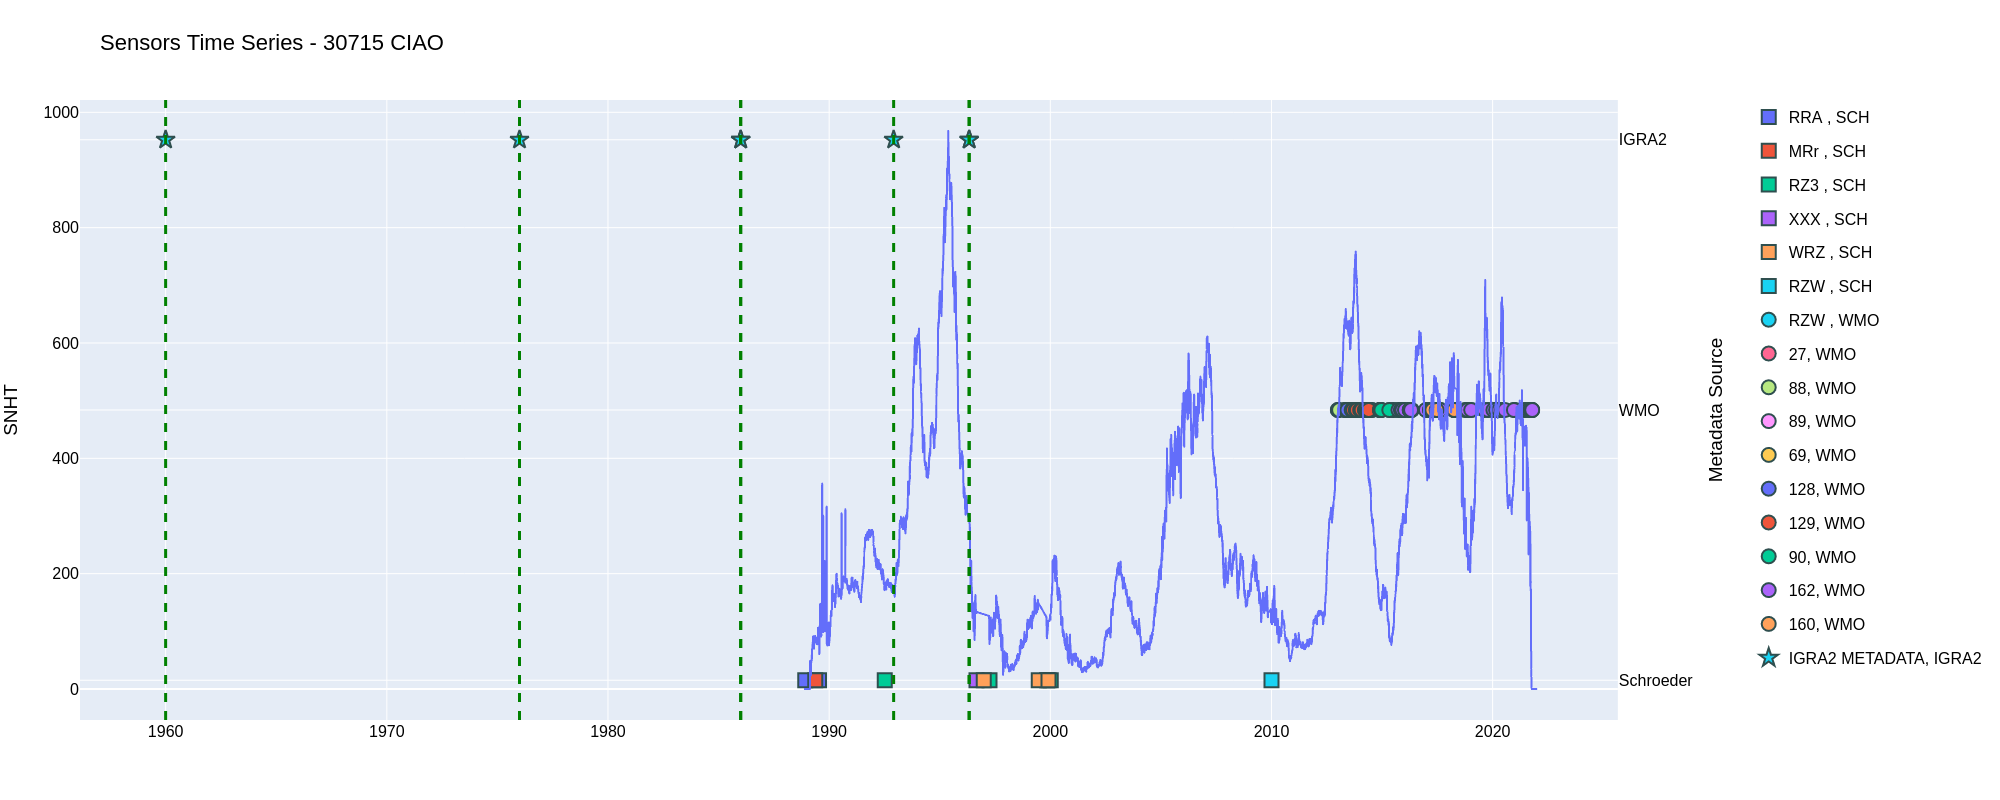 Sensors Time Series - 30715 CIAO
1000
800
600
400
200
0
SNHT
1960
1970
1980
1990
2000
2010
2020
IGRA2
WMO
Schroeder
Metadata Source
RRA , SCH
MRr , SCH
RZ3 , SCH
XXX , SCH
WRZ , SCH
RZW , SCH
RZW , WMO
27, WMO
88, WMO
89, WMO
69, WMO
128, WMO
129, WMO
90, WMO
162, WMO
160, WMO
IGRA2 METADATA, IGRA2